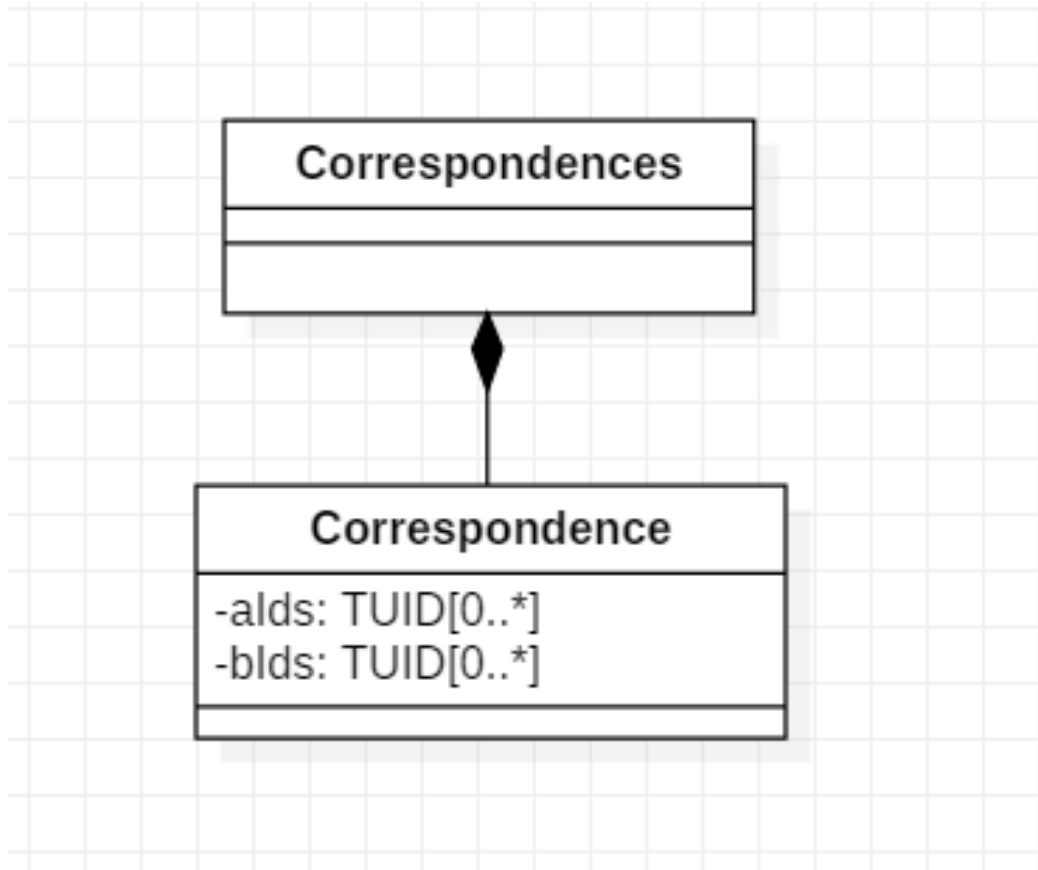 Correspondences
Correspondence
-aIds: TUID[0..*]
-bIds: TUID[0..*]